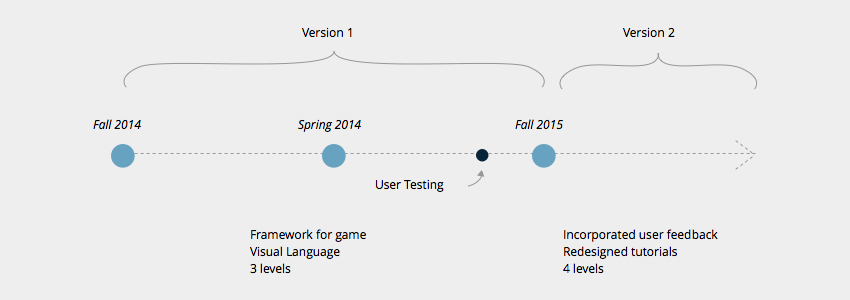 Version 1
Version 2
Fall 2014
Spring 2014
Fall 2015
User Testing
Framework for game
Visual Language
3 levels
Incorporated user feedback
Redesigned tutorials
4 levels